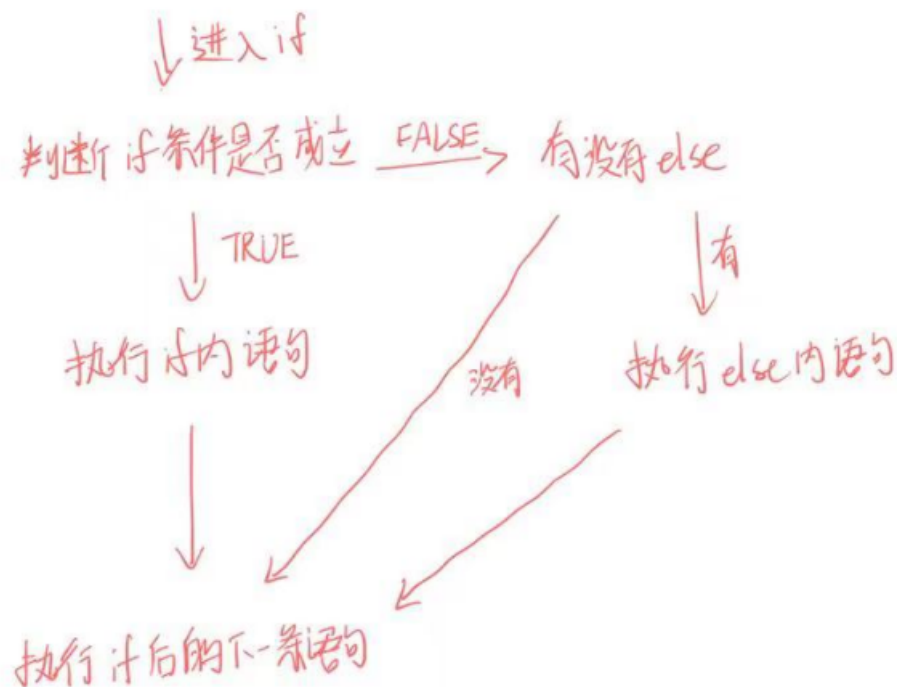 进入if
判断if条件是否成立 FALSE 有没有else
TRUE
有
执行if内语句
没有
执行else内语句
执行if后的下一条语句